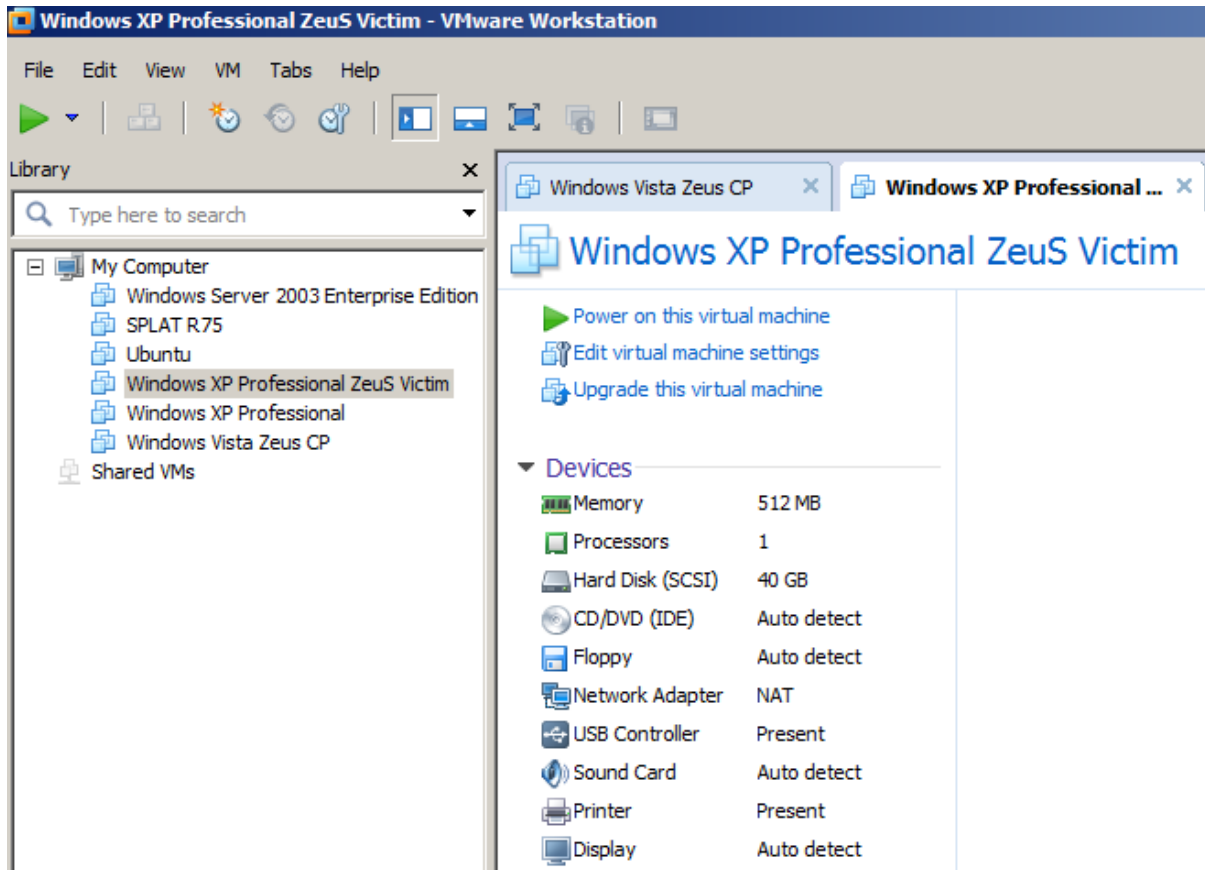 Windows XP Professional ZeuS Victim - VMware Workstation
File Edit View VM Tabs Help
Library
Type here to search
My Computer
Windows Server 2003 Enterprise Edition
SPLAT R75
Ubuntu
Windows XP Professional ZeuS Victim
Windows XP Professional
Windows Vista Zeus CP
Shared VMs
Windows Vista Zeus CP Windows XP Professional ...
Windows XP Professional ZeuS Victim
Power on this virtual machine
Edit virtual machine settings
Upgrade this virtual machine
Devices
Memory 512 MB
Processors 1
Hard Disk (SCSI) 40 GB
CD/DVD (IDE) Auto detect
Floppy Auto detect
Network Adapter NAT
USB Controller Present
Sound Card Auto detect
Printer Present
Display Auto detect